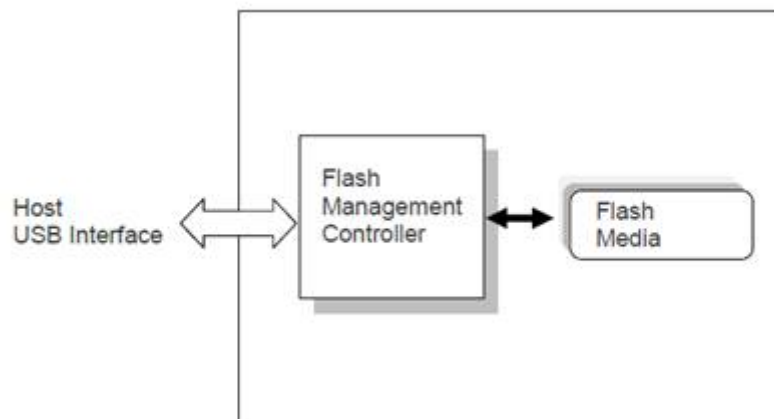 Host
USB Interface
Flash
Management
Controller
Flash
Media